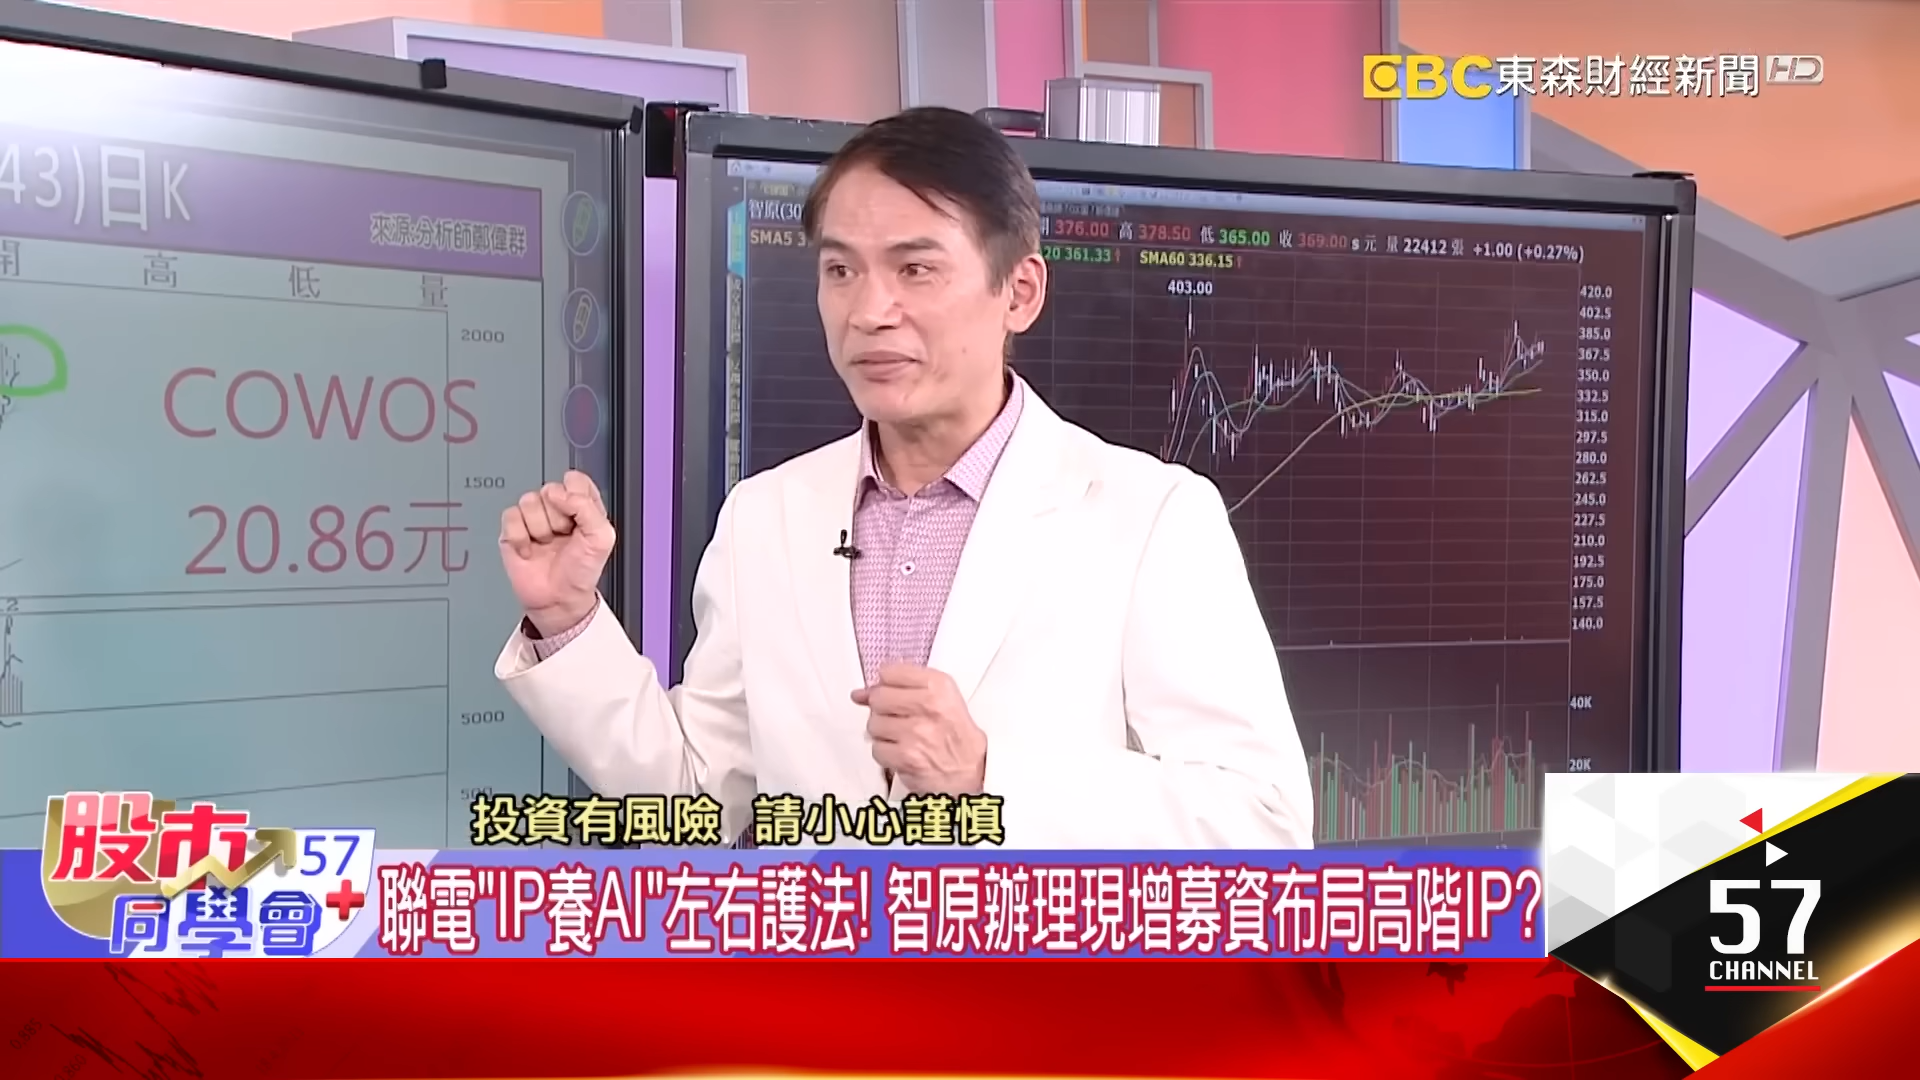 EBC東森財經新聞HD
43)日K
來源:分析師鄭偉群
開 高 低 量
2000
COWOS
1500
20.86元
5000
500
智原(30
開 376.00 高 378.50 低 365.00 收 369.00 s 元 量 22412 張 +1.00 (+0.27%)
SMA5 3
20 361.33↑ SMA60 336.15↑
403.00
420.0
402.5
385.0
367.5
350.0
332.5
315.0
297.5
280.0
262.5
245.0
227.5
210.0
192.5
175.0
157.5
140.0
40K
20K
投資有風險 請小心謹慎
股市 57
同學會+
聯電"IP養AI"左右護法! 智原辦理現增募資布局高階IP?
57
CHANNEL